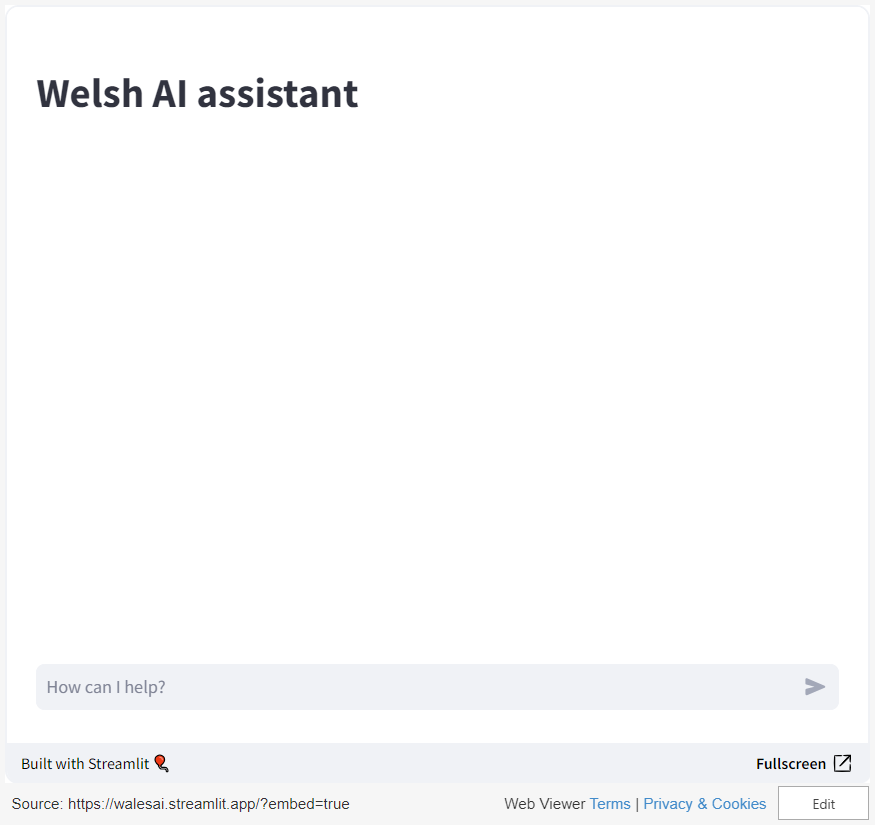 Welsh AI assistant
How can I help?
Built with Streamlit
Fullscreen
Source: https://walesai.streamlit.app/?embed=true
Web Viewer Terms | Privacy & Cookies
Edit